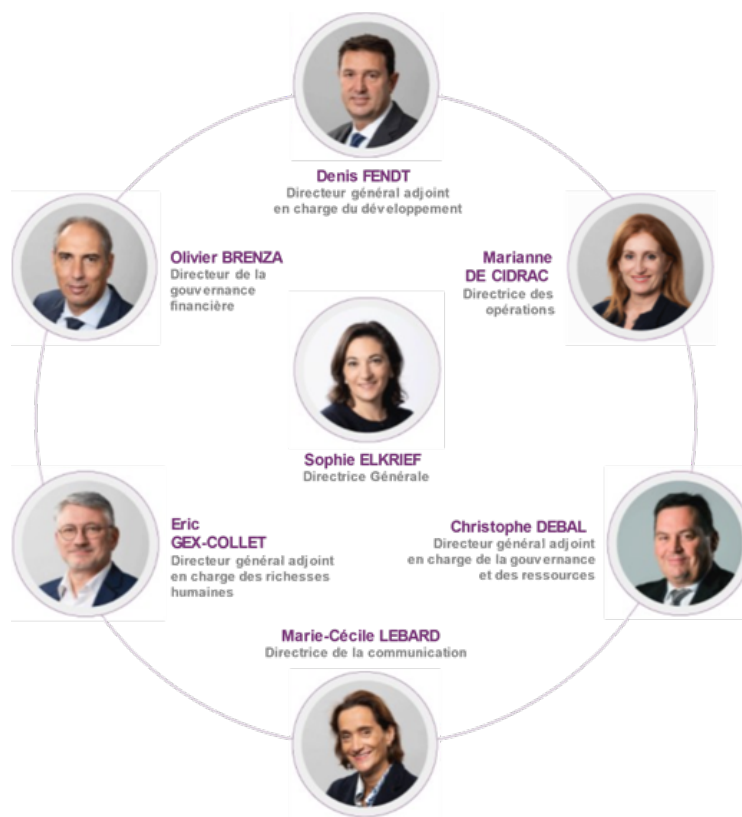 Denis FENDT
Directeur général adjoint
en charge du développement
Olivier BRENZA
Directeur de la
gouvernance
financière
Marianne
DE CIDRAC
Directrice des
opérations
Sophie ELKRIEF
Directrice Générale
Eric
GEX-COLLET
Directeur général adjoint
en charge des richesses
humaines
Christophe DEBAL
Directeur général adjoint
en charge de la gouvernance
et des ressources
Marie-Cécile LEBARD
Directrice de la communication